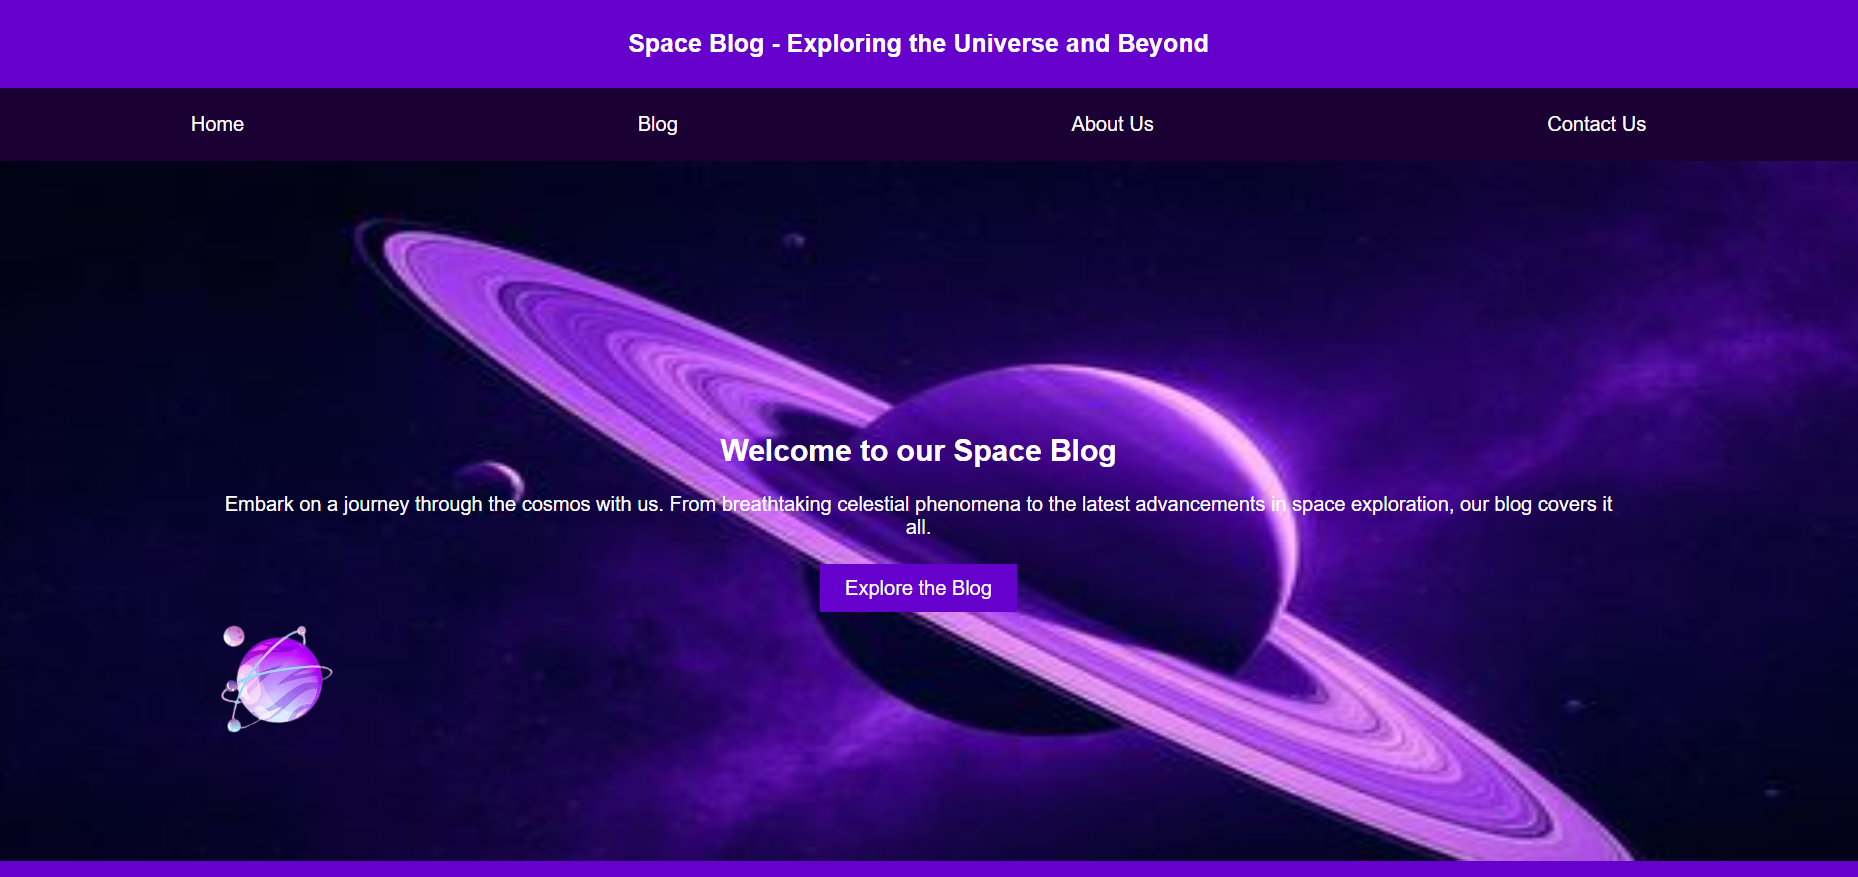 Space Blog - Exploring the Universe and Beyond
Home Blog About Us Contact Us
Welcome to our Space Blog
Embark on a journey through the cosmos with us. From breathtaking celestial phenomena to the latest advancements in space exploration, our blog covers it
all.
Explore the Blog